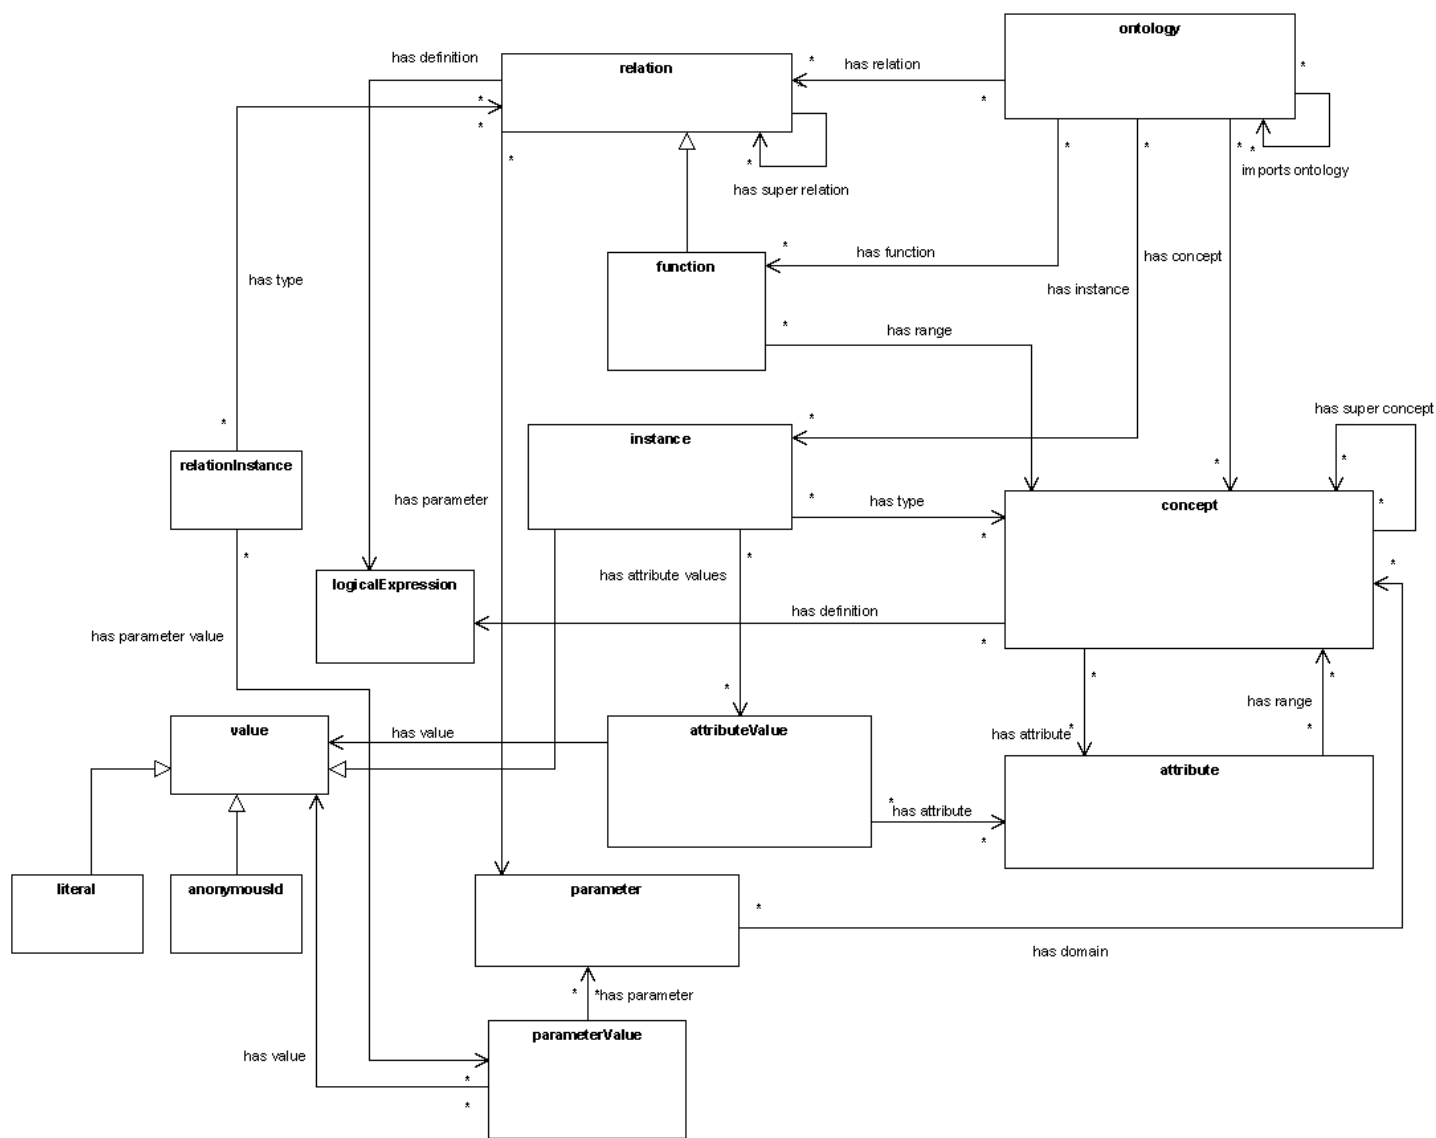 ontology
has definition
relation
*
has relation
*
*
*
*
*
*
*
*
*
*
*
has super relation
imports ontology
*
function
has function
has concept
has type
has instance
*
has range
*
has super concept
*
instance
*
*
relationInstance
has parameter
*
has type
concept
*
*
*
*
has attribute values
*
logicalExpression
has definition
has parameter value
*
*
*
*
has range
value
has value
attributeValue
has attribute
*
*
attribute
*
has attribute
*
literal
anonymousId
parameter
*
has domain
*
*
has parameter
parameterValue
has value
*
*